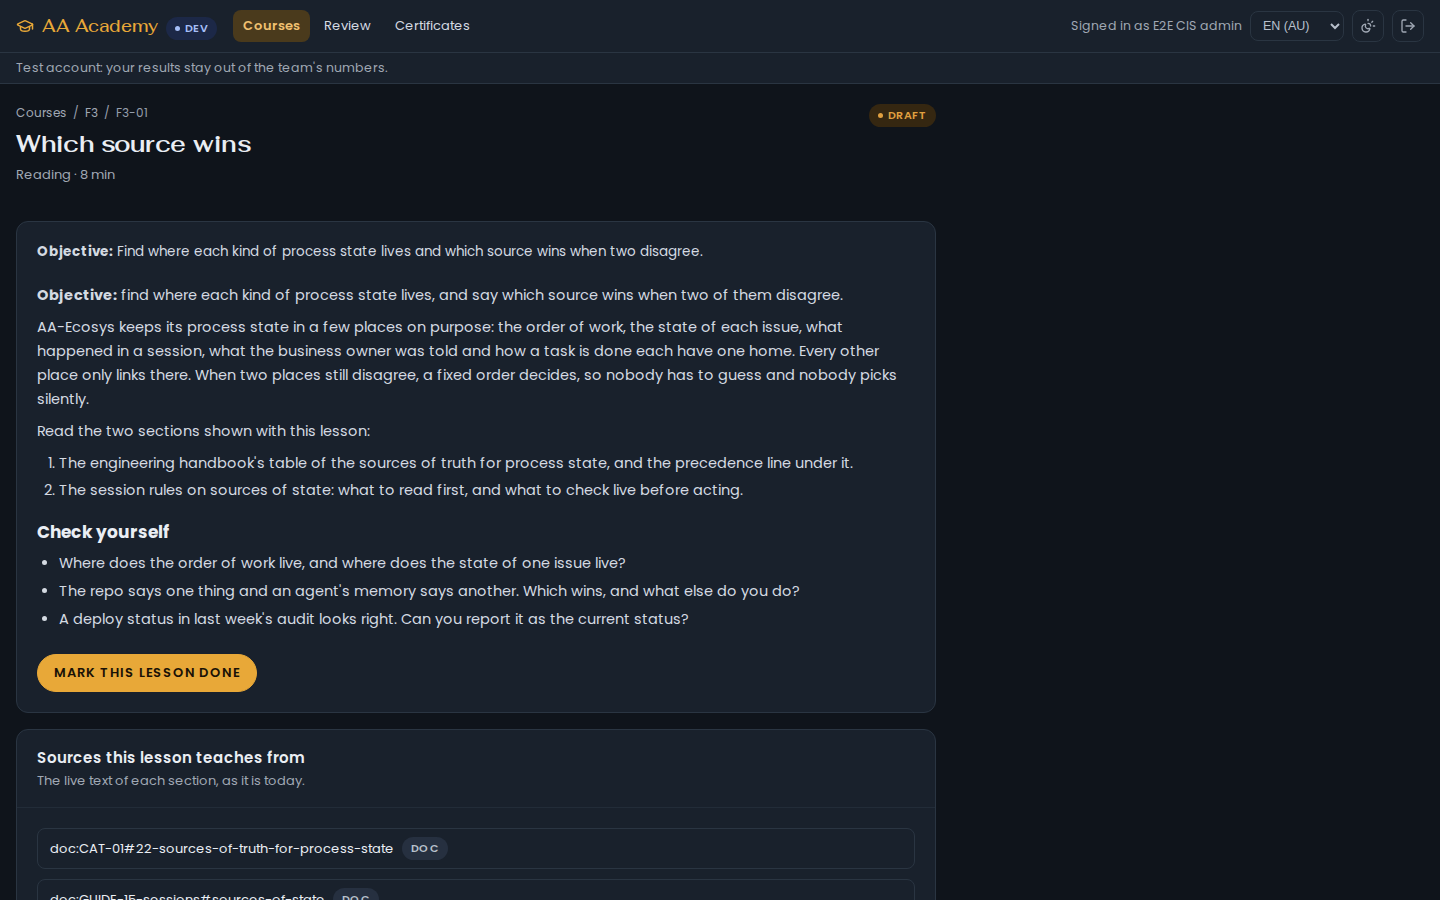 AA Academy
DEV
Courses
Review
Certificates
Signed in as E2E CIS admin
EN (AU)
Test account: your results stay out of the team's numbers.
Courses / F3 / F3-01
DRAFT
Which source wins
Reading · 8 min
Objective: Find where each kind of process state lives and which source wins when two disagree.
Objective: find where each kind of process state lives, and say which source wins when two of them disagree.
AA-Ecosys keeps its process state in a few places on purpose: the order of work, the state of each issue, what
happened in a session, what the business owner was told and how a task is done each have one home. Every other
place only links there. When two places still disagree, a fixed order decides, so nobody has to guess and nobody picks
silently.
Read the two sections shown with this lesson:
1. The engineering handbook's table of the sources of truth for process state, and the precedence line under it.
2. The session rules on sources of state: what to read first, and what to check live before acting.
Check yourself
• Where does the order of work live, and where does the state of one issue live?
• The repo says one thing and an agent's memory says another. Which wins, and what else do you do?
• A deploy status in last week's audit looks right. Can you report it as the current status?
MARK THIS LESSON DONE
Sources this lesson teaches from
The live text of each section, as it is today.
doc:CAT-01#22-sources-of-truth-for-process-state
DOC
doc:GUIDE-15-sessions#sources-of-state
DOC